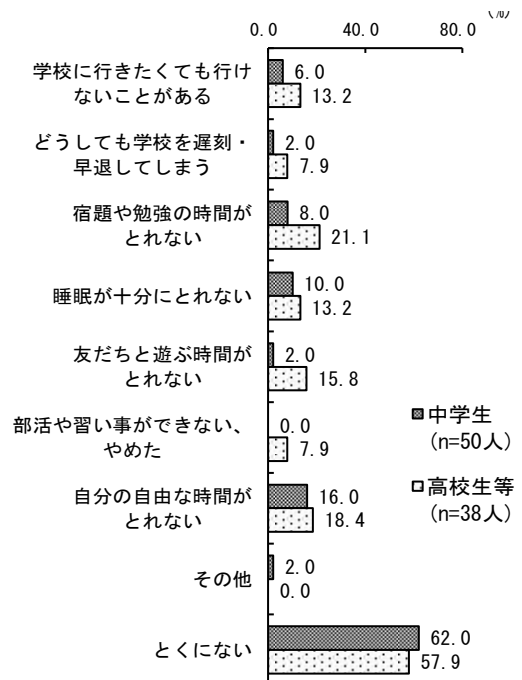 (%)
0.0 40.0 80.0
学校に行きたくても行け
ないことがある
6.0
13.2
どうしても学校を遅刻・
早退してしまう
2.0
7.9
宿題や勉強の時間が
とれない
8.0
21.1
睡眠が十分にとれない
10.0
13.2
友だちと遊ぶ時間が
とれない
2.0
15.8
部活や習い事ができない、
やめた
0.0
7.9
自分の自由な時間が
とれない
16.0
18.4
その他
2.0
0.0
とくにない
62.0
57.9
中学生
(n=50人)
高校生等
(n=38人)